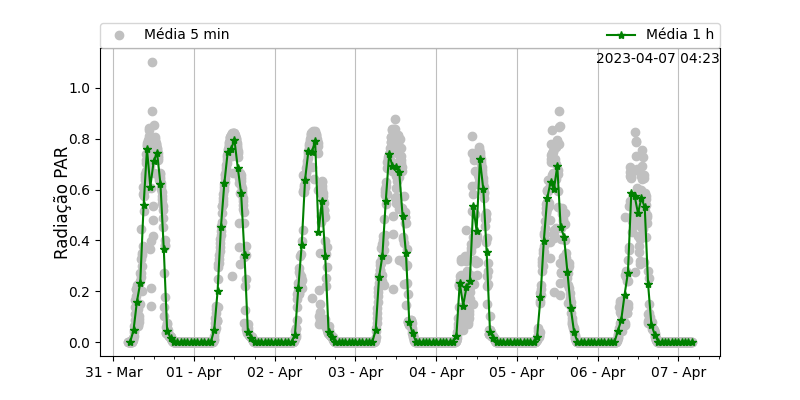 Média 5 min
Média 1 h
2023-04-07 04:23
Radiação PAR
1.0
0.8
0.6
0.4
0.2
0.0
31 - Mar
01 - Apr
02 - Apr
03 - Apr
04 - Apr
05 - Apr
06 - Apr
07 - Apr